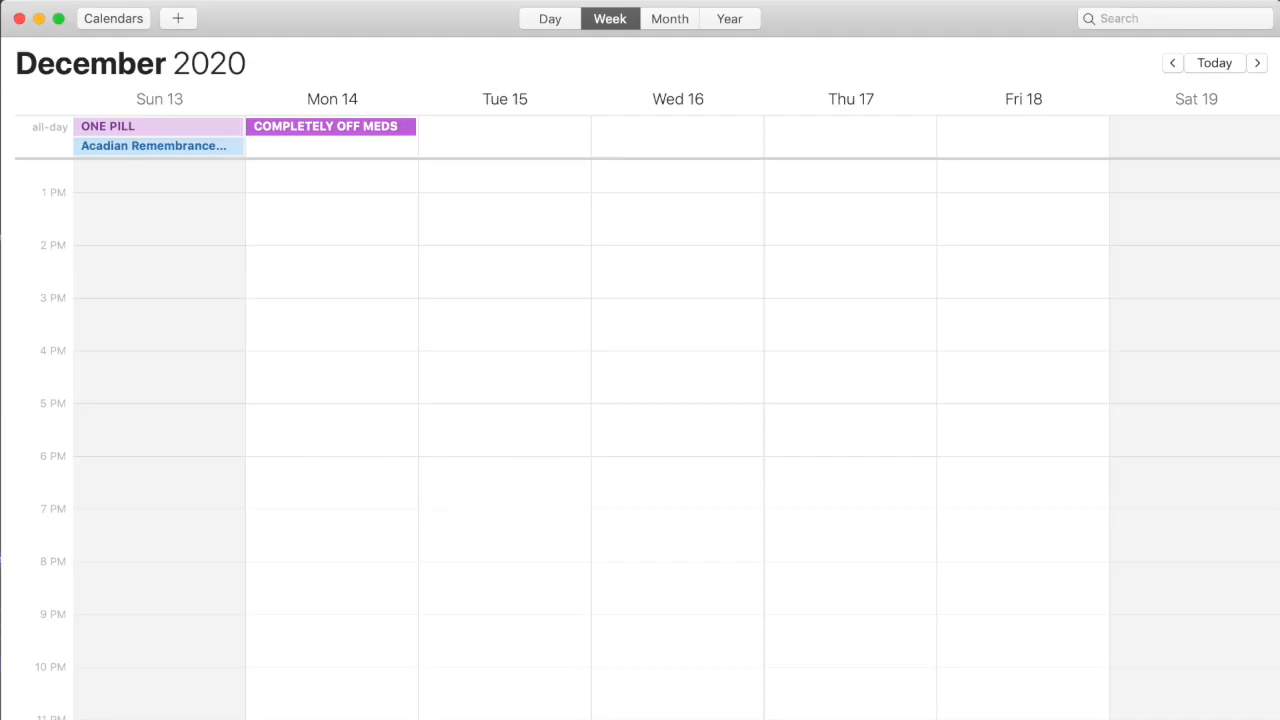 Calendars
+
Day
Week
Month
Year
Search
December 2020
Today
Sun 13
Mon 14
Tue 15
Wed 16
Thu 17
Fri 18
Sat 19
all-day
ONE PILL
COMPLETELY OFF MEDS
Acadian Remembrance...
1 PM
2 PM
3 PM
4 PM
5 PM
6 PM
7 PM
8 PM
9 PM
10 PM
11 PM